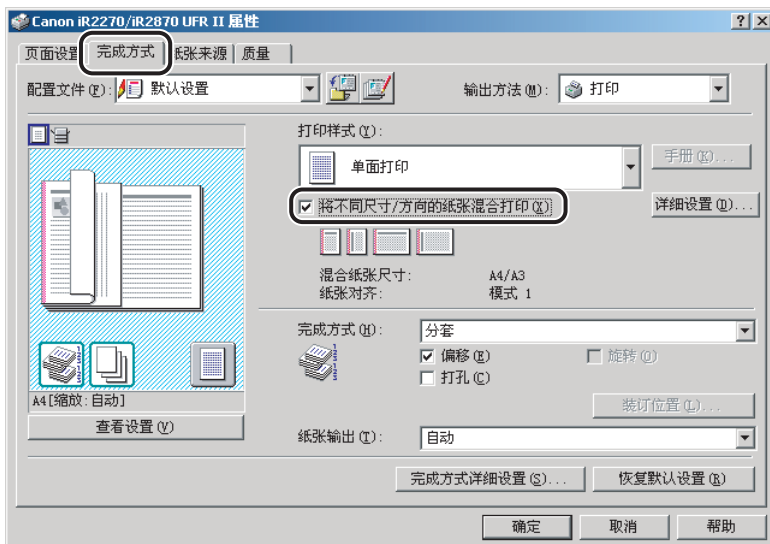 Canon iR2270/iR2870 UFR II 属性
页面设置 完成方式 纸张来源 质量
配置文件(F): 默认设置 输出方法(M): 打印
打印样式(Y):
单面打印 手册(K)...
将不同尺寸/方向的纸张混合打印(X) 详细设置(D)...
混合纸张尺寸: A4/A3
纸张对齐: 模式 1
完成方式(H): 分套
偏移(E) 旋转(O)
打孔(C)
A4[缩放:自动] 装订位置(L)...
查看设置(V)
纸张输出(T): 自动
完成方式详细设置(S)... 恢复默认设置(R)
确定 取消 帮助